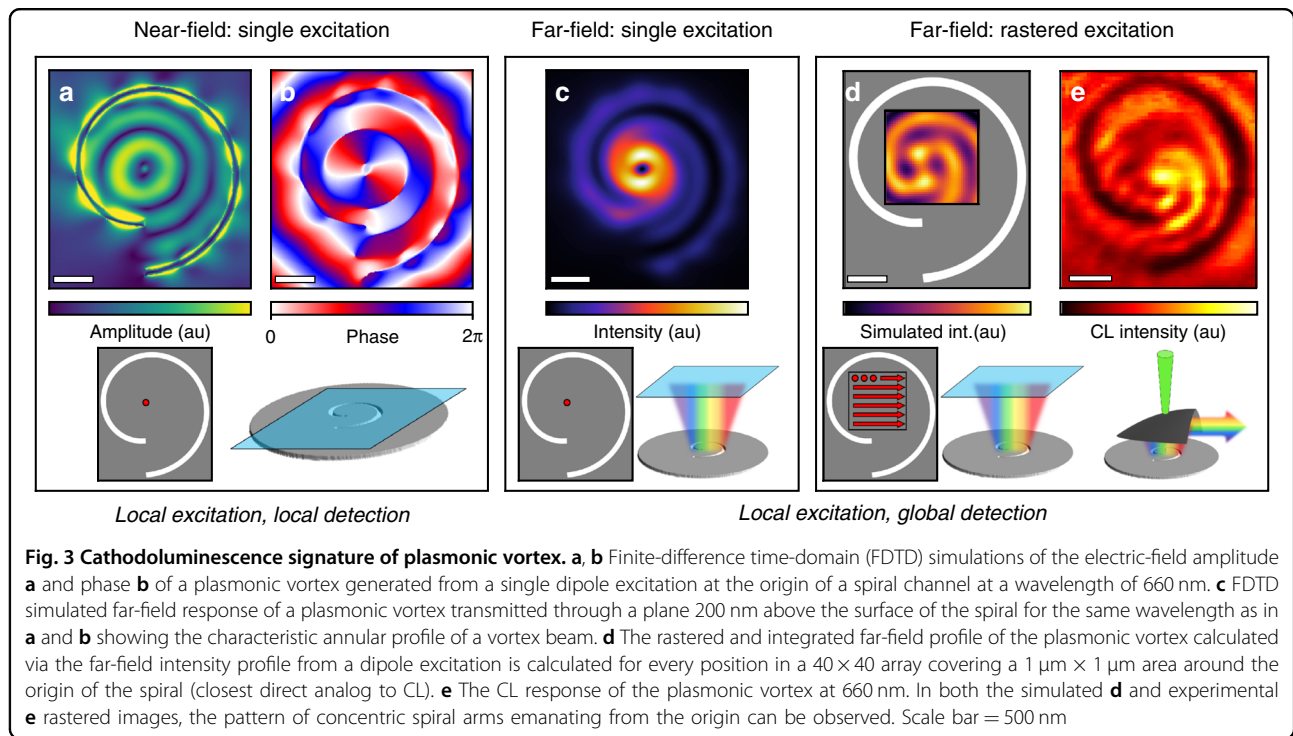 Near-field: single excitation
Far-field: single excitation
Far-field: rastered excitation
a
b
c
d
e
Amplitude (au)
0
Phase
2π
Intensity (au)
Simulated int.(au)
CL intensity (au)
Local excitation, local detection
Local excitation, global detection
Fig. 3 Cathodoluminescence signature of plasmonic vortex. a, b Finite-difference time-domain (FDTD) simulations of the electric-field amplitude
a and phase b of a plasmonic vortex generated from a single dipole excitation at the origin of a spiral channel at a wavelength of 660 nm. c FDTD
simulated far-field response of a plasmonic vortex transmitted through a plane 200 nm above the surface of the spiral for the same wavelength as in
a and b showing the characteristic annular profile of a vortex beam. d The rastered and integrated far-field profile of the plasmonic vortex calculated
via the far-field intensity profile from a dipole excitation is calculated for every position in a 40 × 40 array covering a 1 μm × 1 μm area around the
origin of the spiral (closest direct analog to CL). e The CL response of the plasmonic vortex at 660 nm. In both the simulated d and experimental
e rastered images, the pattern of concentric spiral arms emanating from the origin can be observed. Scale bar = 500 nm